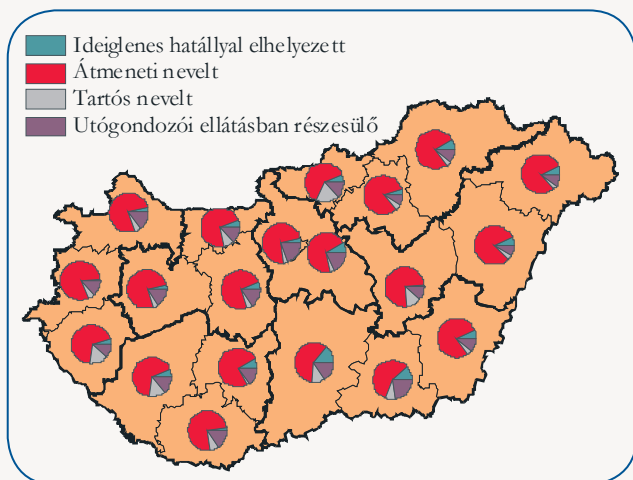 Ideiglenes hatállyal elhelyezett
Átmeneti nevelt
Tartós nevelt
Utógondozói ellátásban részesülő